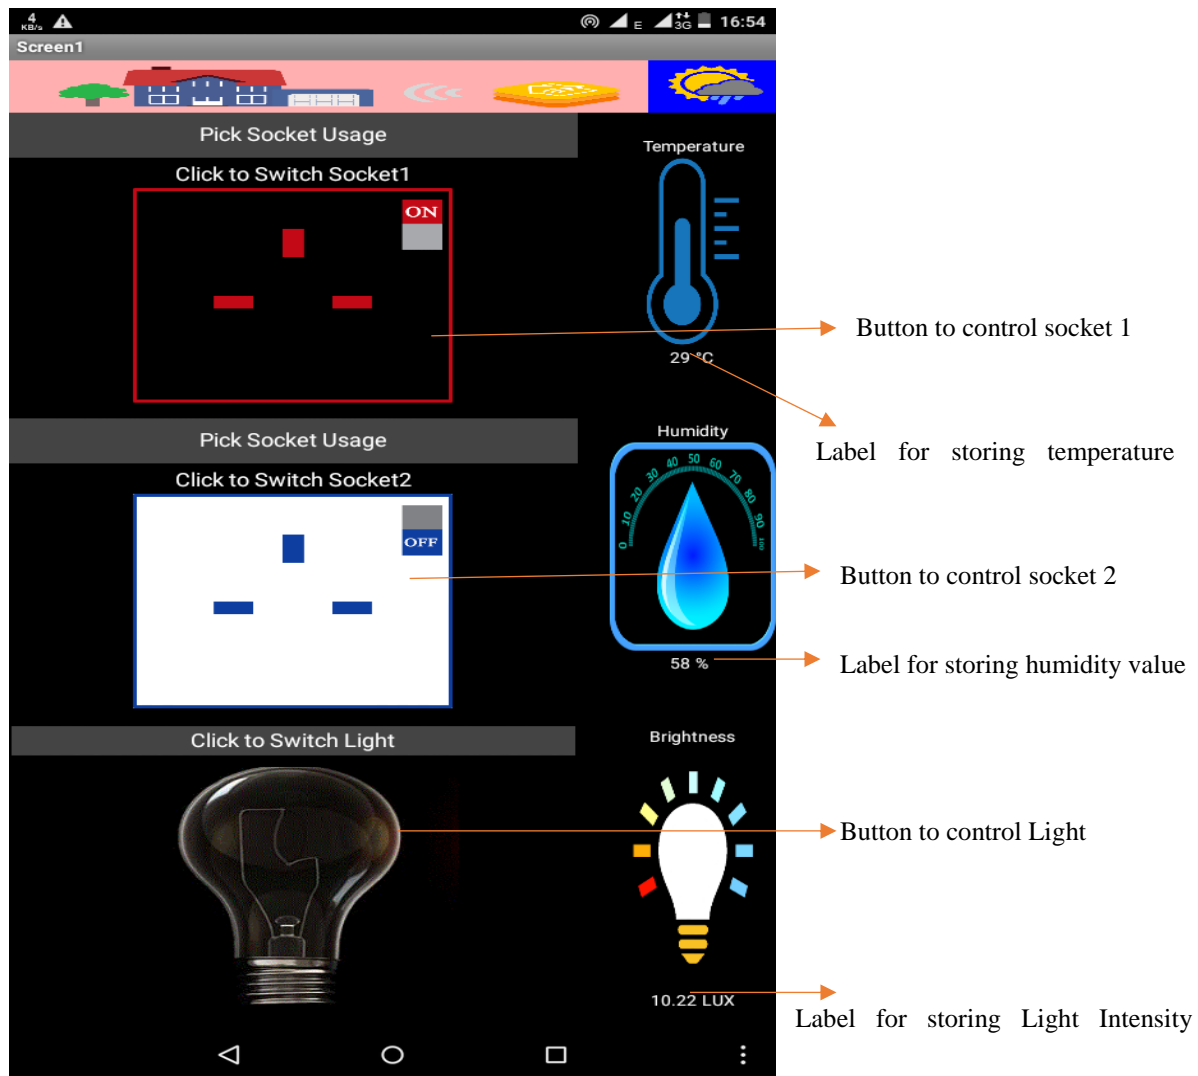 4
KB/s
E
3G
16:54
Screen1
Pick Socket Usage
Temperature
Click to Switch Socket1
ON
Button to control socket 1
29 °C
Label for storing temperature
Pick Socket Usage
Humidity
Click to Switch Socket2
0 10 20 30 40 50 60 70 80 90 100
OFF
Button to control socket 2
58 %
Label for storing humidity value
Click to Switch Light
Brightness
Button to control Light
10.22 LUX
Label for storing Light Intensity